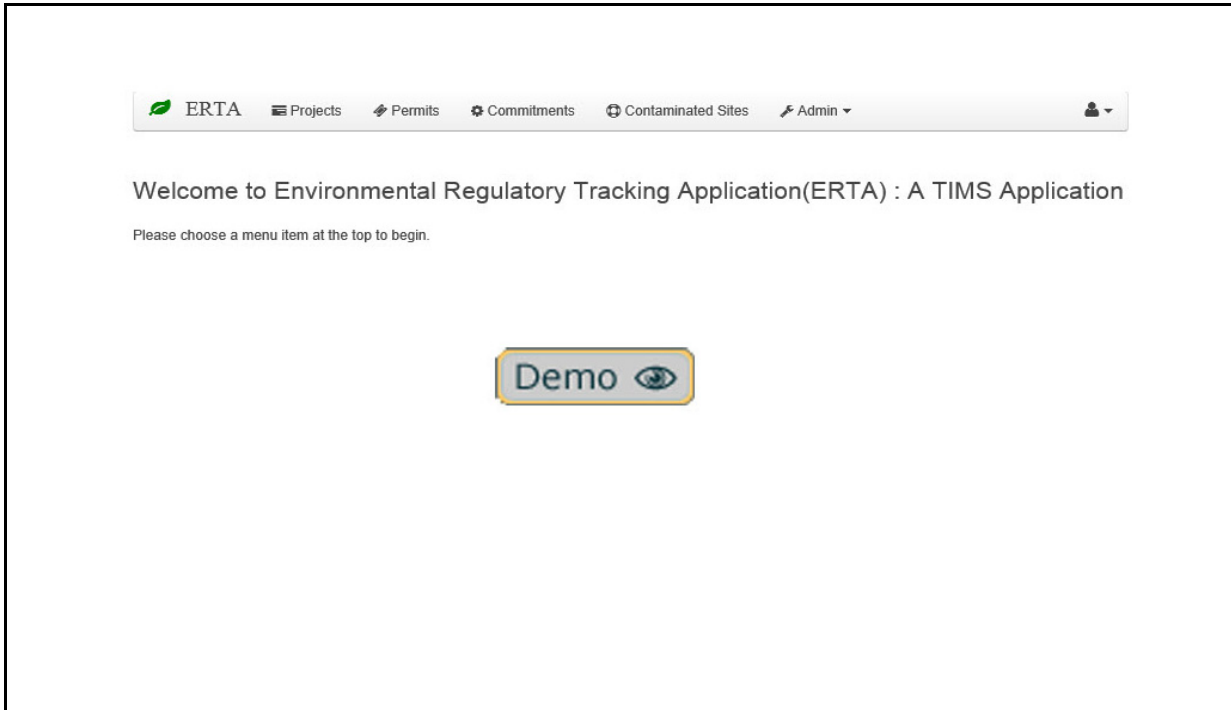 ERTA Projects Permits Commitments Contaminated Sites Admin
Welcome to Environmental Regulatory Tracking Application(ERTA) : A TIMS Application
Please choose a menu item at the top to begin.
Demo